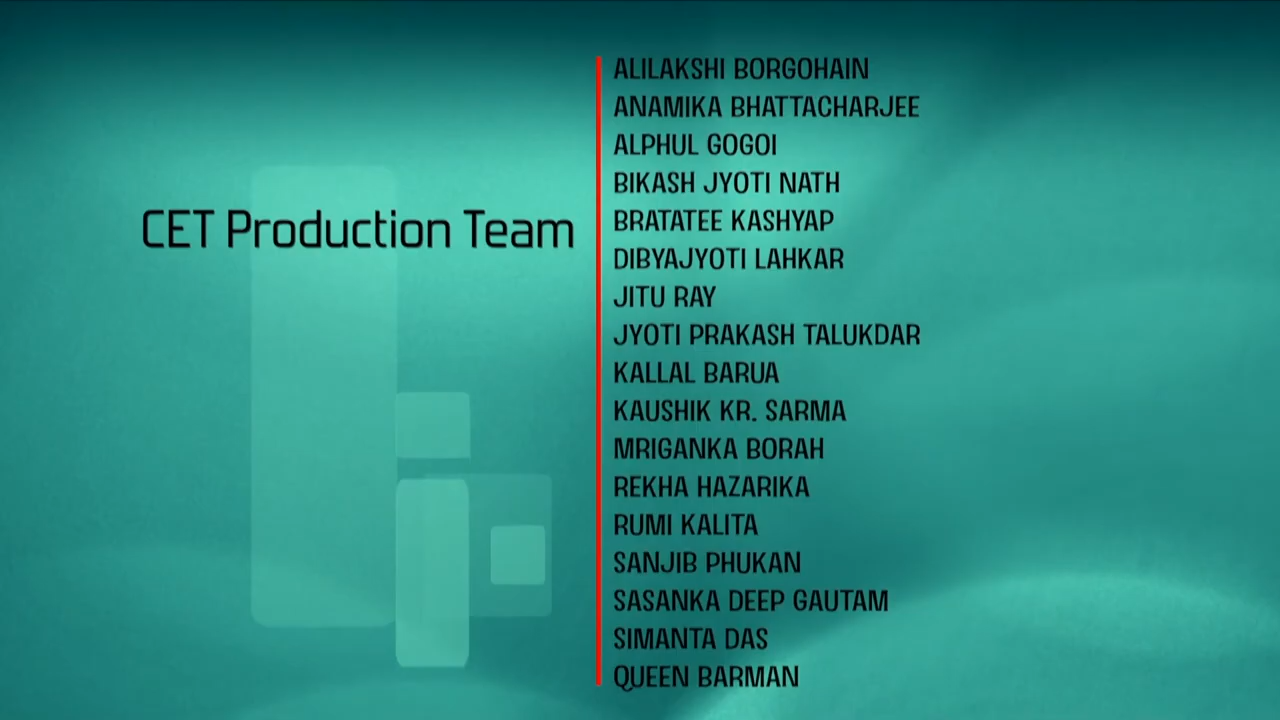 CET Production Team
ALILAKSHI BORGOHAIN
ANAMIKA BHATTACHARJEE
ALPHUL GOGOI
BIKASH JYOTI NATH
BRATATEE KASHYAP
DIBYAJYOTI LAHKAR
JITU RAY
JYOTI PRAKASH TALUKDAR
KALLAL BARUA
KAUSHIK KR. SARMA
MRIGANKA BORAH
REKHA HAZARIKA
RUMI KALITA
SANJIB PHUKAN
SASANKA DEEP GAUTAM
SIMANTA DAS
QUEEN BARMAN